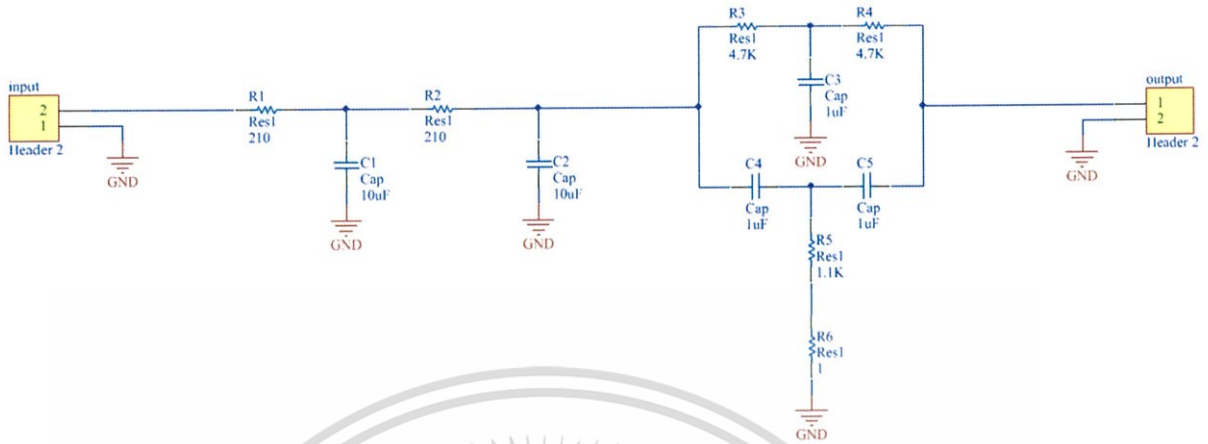 input
2
1
Header 2
GND
R1
Res1
210
C1
Cap
10uF
GND
R2
Res1
210
C2
Cap
10uF
GND
R3
Res1
4.7K
R4
Res1
4.7K
C3
Cap
1uF
GND
C4
Cap
1uF
C5
Cap
1uF
R5
Res1
1.1K
R6
Res1
1
GND
output
1
2
Header 2
GND